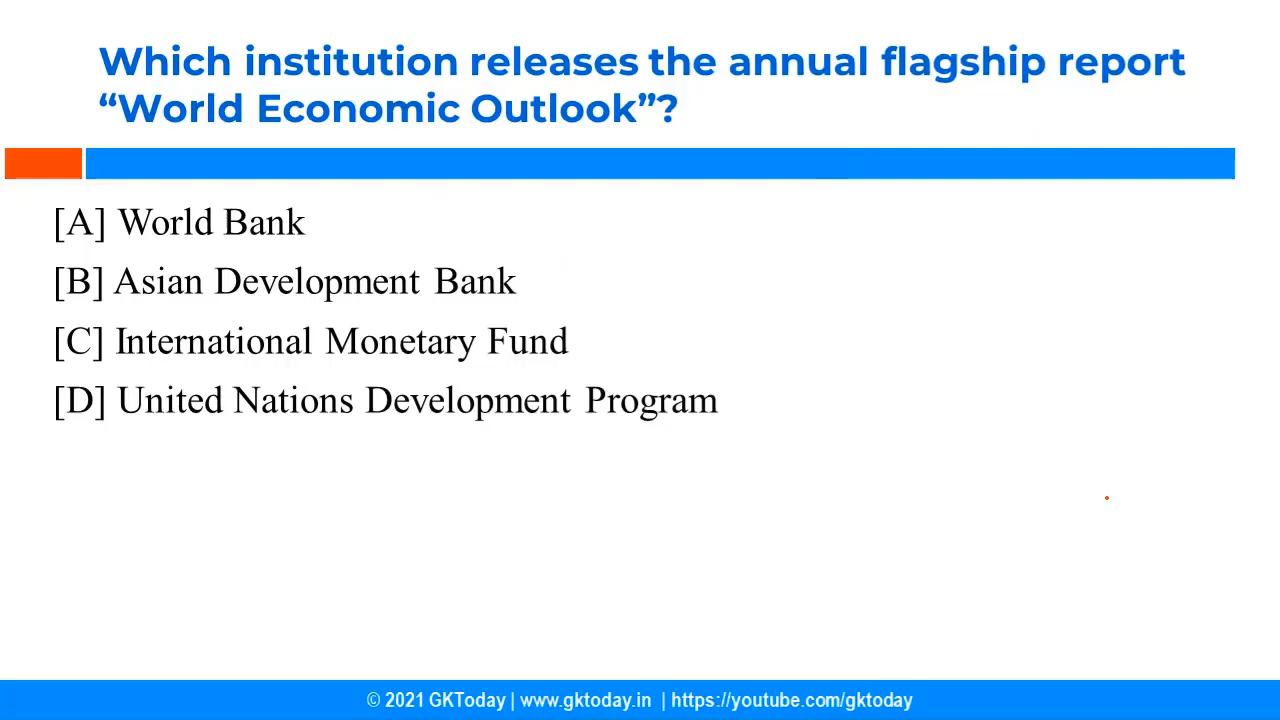 Which institution releases the annual flagship report
“World Economic Outlook”?
[A] World Bank
[B] Asian Development Bank
[C] International Monetary Fund
[D] United Nations Development Program
© 2021 GKToday | www.gktoday.in | https://youtube.com/gktoday